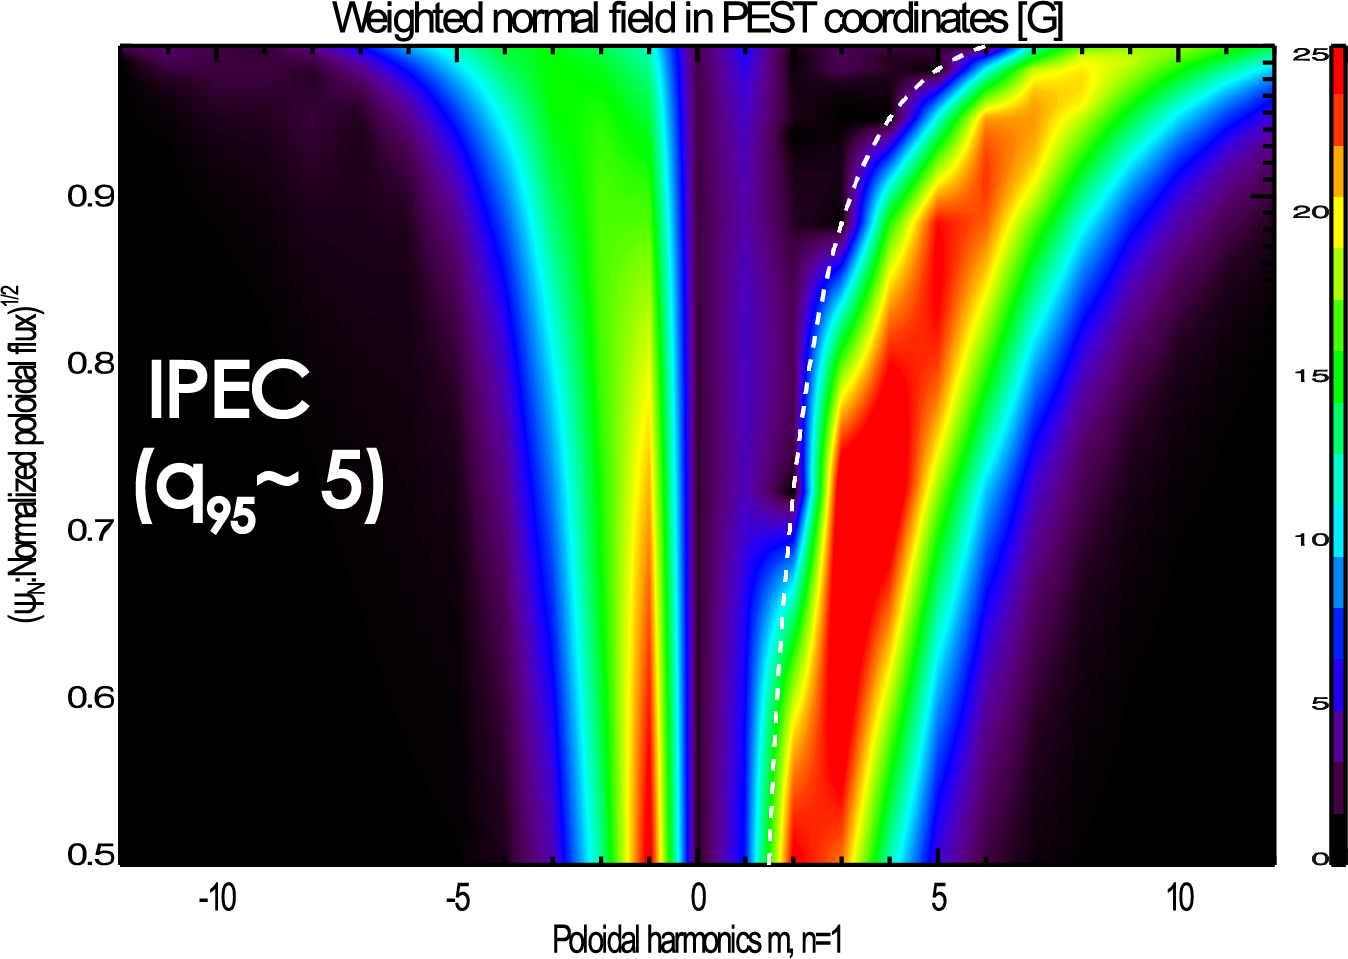 Weighted normal field in PEST coordinates [G]
(ψN:Normalized poloidal flux)1/2
0.9
0.8
0.7
0.6
0.5
IPEC
(q95~ 5)
-10 -5 0 5 10
Poloidal harmonics m, n=1
25
20
15
10
5
0